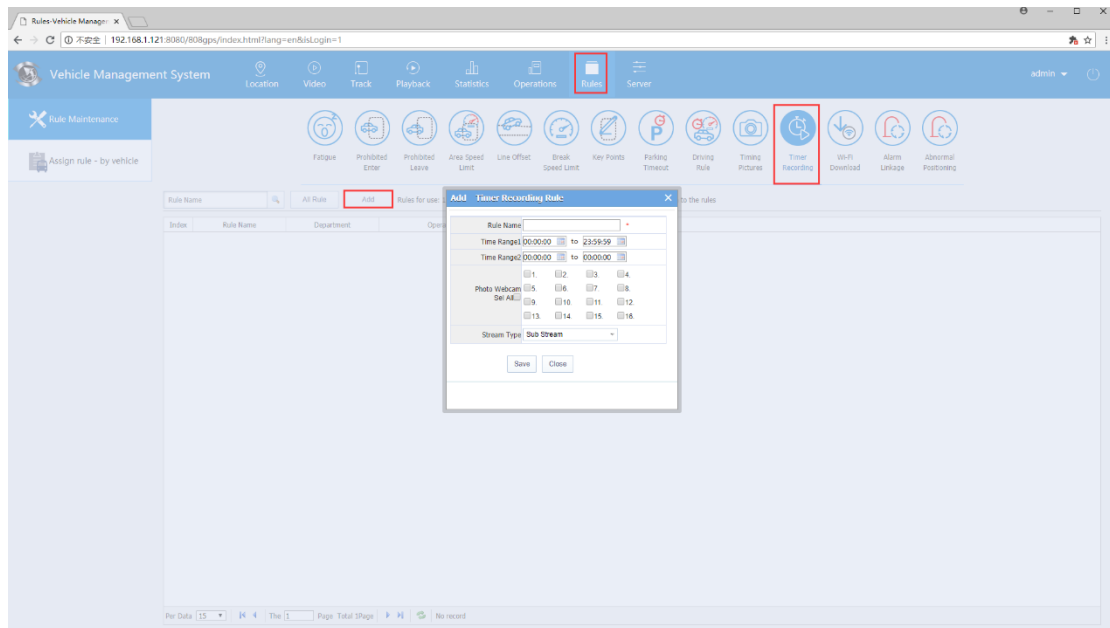 Rules-Vehicle Manager
不安全 | 192.168.1.121:8080/808gps/index.html?lang=en&isLogin=1
Vehicle Management System
Location
Video
Track
Playback
Statistics
Operations
Rules
Server
admin
Rule Maintenance
Assign rule - by vehicle
Fatigue
Prohibited
Enter
Prohibited
Leave
Area Speed
Limit
Line Offset
Break
Speed Limit
Key Points
Parking
Timeout
Driving
Rule
Timing
Pictures
Timer
Recording
Wi-Fi
Download
Alarm
Linkage
Abnormal
Positioning
Rule Name
All Rule
Add
Rules for use:
to the rules
Index
Rule Name
Department
Opera
Add Timer Recording Rule
Rule Name *
Time Range1 00:00:00 to 23:59:59
Time Range2 00:00:00 to 00:00:00
Photo Webcam
Sel All
1. 2. 3. 4.
5. 6. 7. 8.
9. 10. 11. 12.
13. 14. 15. 16.
Stream Type Sub Stream
Save Close
Per Data 15 The 1 Page Total 1Page No record